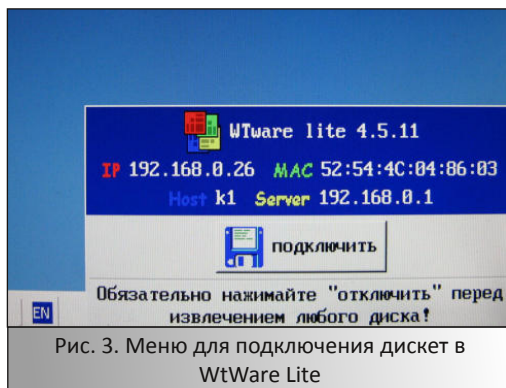 WTware lite 4.5.11
IP 192.168.0.26 MAC 52:54:4C:04:86:03
Host k1 Server 192.168.0.1
подключить
Обязательно нажимайте "отключить" перед
извлечением любого диска!
EN
Рис. 3. Меню для подключения дискет в
WtWare Lite